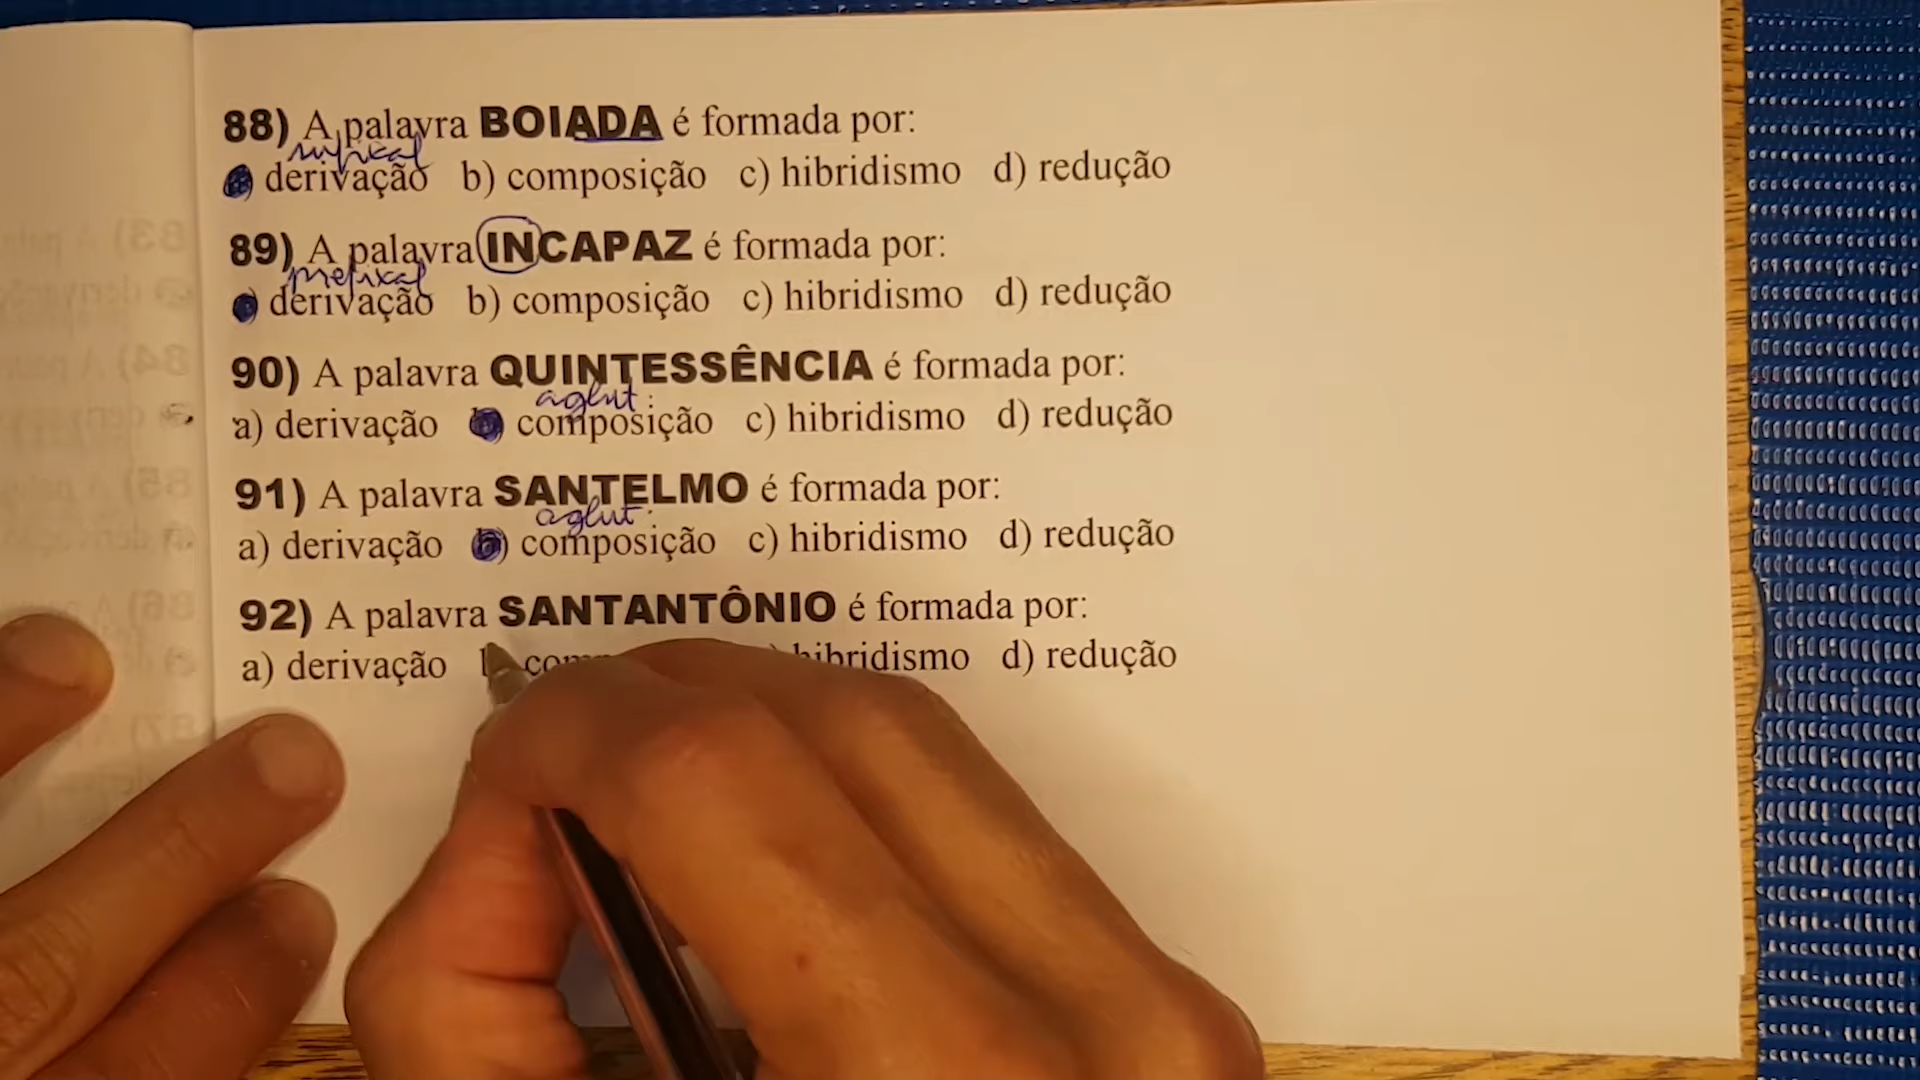 88) A palavra BOIADA é formada por:
sufixal
a) derivação b) composição c) hibridismo d) redução
89) A palavra INCAPAZ é formada por:
prefixal
a) derivação b) composição c) hibridismo d) redução
90) A palavra QUINTESSÊNCIA é formada por:
aglut.
a) derivação b) composição c) hibridismo d) redução
91) A palavra SANTELMO é formada por:
aglut.
a) derivação b) composição c) hibridismo d) redução
92) A palavra SANTANTÔNIO é formada por:
a) derivação hibridismo d) redução